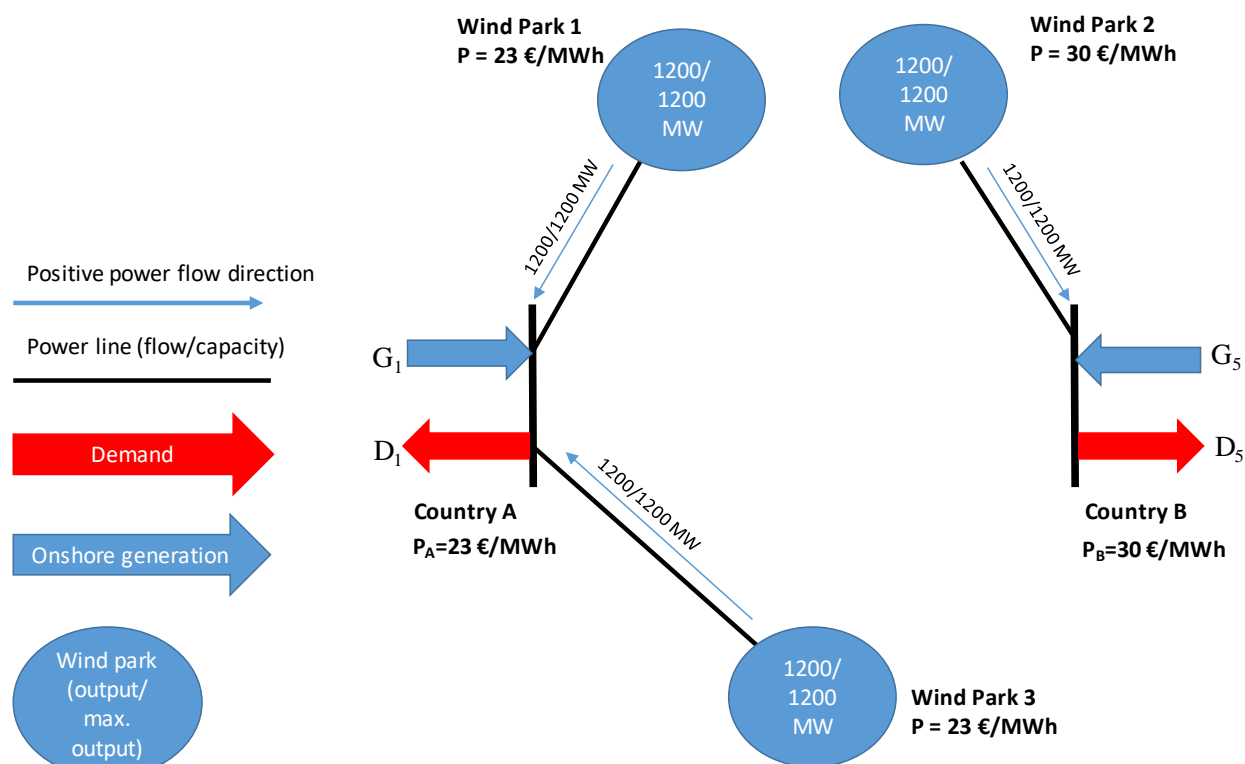 Wind Park 1
P = 23 €/MWh
1200/
1200
MW
Wind Park 2
P = 30 €/MWh
1200/
1200
MW
1200/1200 MW
1200/1200 MW
Positive power flow direction
Power line (flow/capacity)
Demand
Onshore generation
Wind park
(output/
max.
output)
G1
D1
Country A
PA=23 €/MWh
1200/1200 MW
G5
D5
Country B
PB=30 €/MWh
1200/
1200
MW
Wind Park 3
P = 23 €/MWh